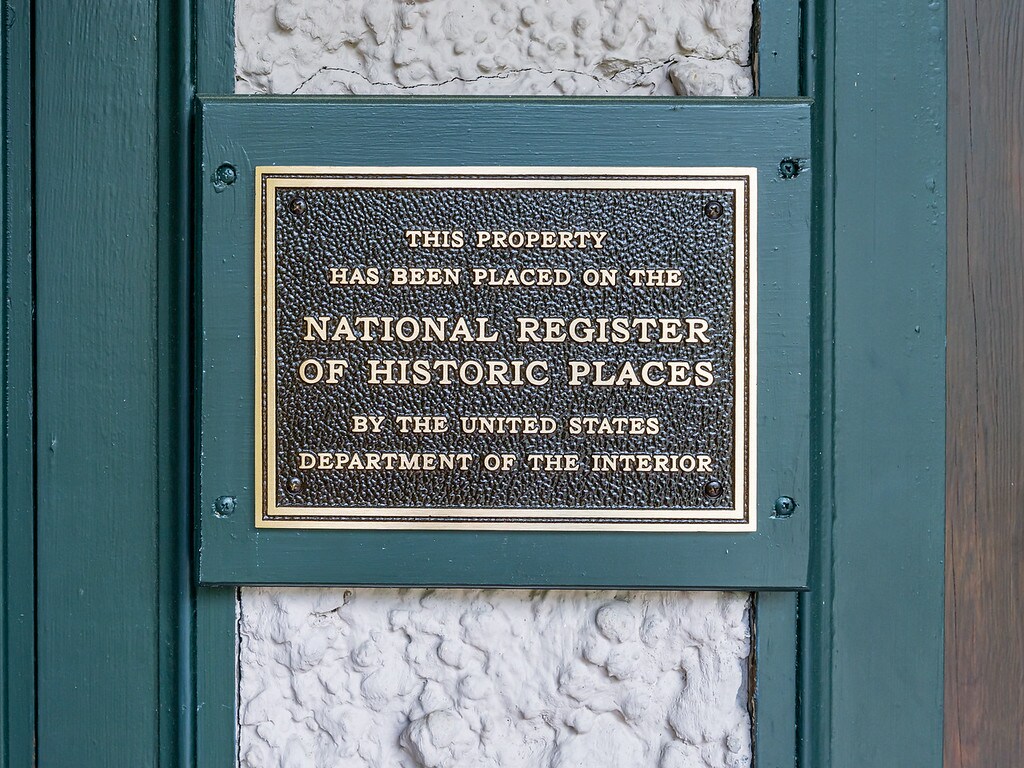 THIS PROPERTY
HAS BEEN PLACED ON THE
NATIONAL REGISTER
OF HISTORIC PLACES
BY THE UNITED STATES
DEPARTMENT OF THE INTERIOR